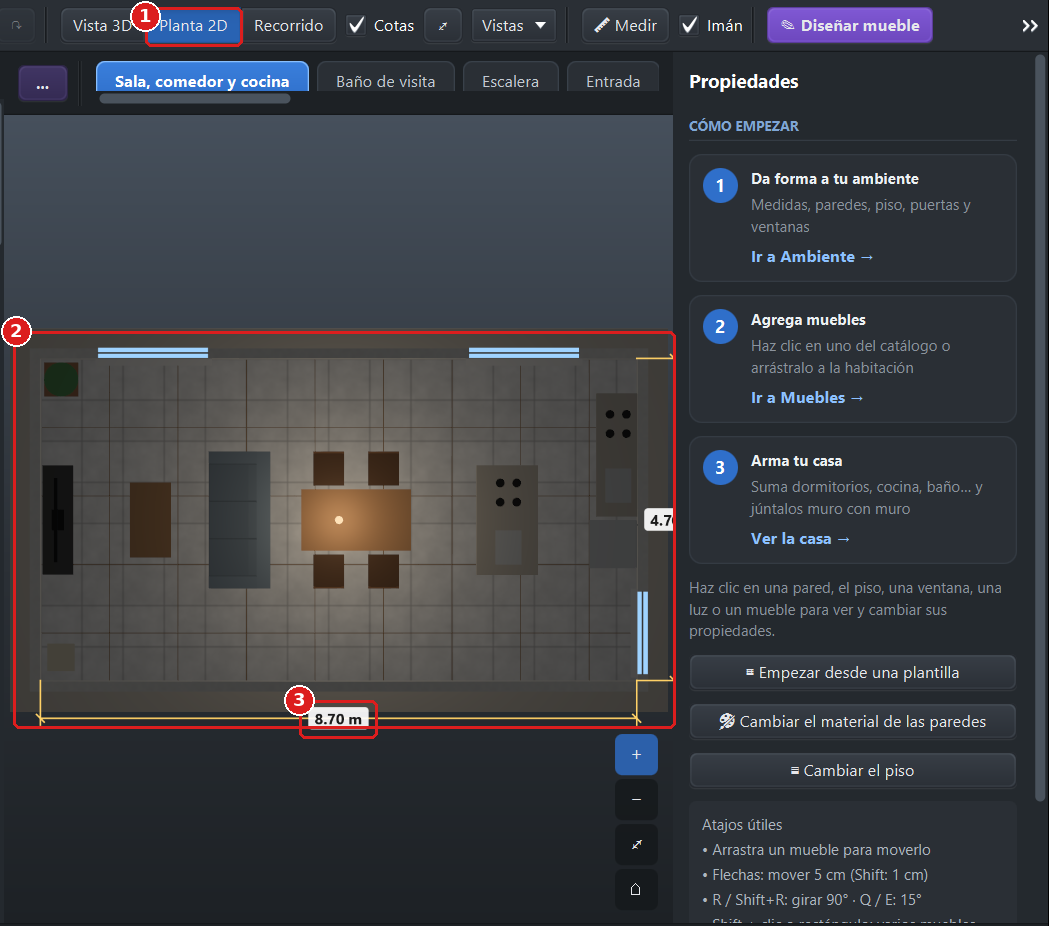 Vista 3D
1
Planta 2D
Recorrido
Cotas
Vistas
Medir
Imán
Diseñar mueble
...
Sala, comedor y cocina
Baño de visita
Escalera
Entrada
2
4.7
3
8.70 m
+
−
Propiedades
CÓMO EMPEZAR
1
Da forma a tu ambiente
Medidas, paredes, piso, puertas y
ventanas
Ir a Ambiente →
2
Agrega muebles
Haz clic en uno del catálogo o
arrástralo a la habitación
Ir a Muebles →
3
Arma tu casa
Suma dormitorios, cocina, baño... y
júntalos muro con muro
Ver la casa →
Haz clic en una pared, el piso, una ventana, una
luz o un mueble para ver y cambiar sus
propiedades.
Empezar desde una plantilla
Cambiar el material de las paredes
Cambiar el piso
Atajos útiles
• Arrastra un mueble para moverlo
• Flechas: mover 5 cm (Shift: 1 cm)
• R / Shift+R: girar 90° · Q / E: 15°